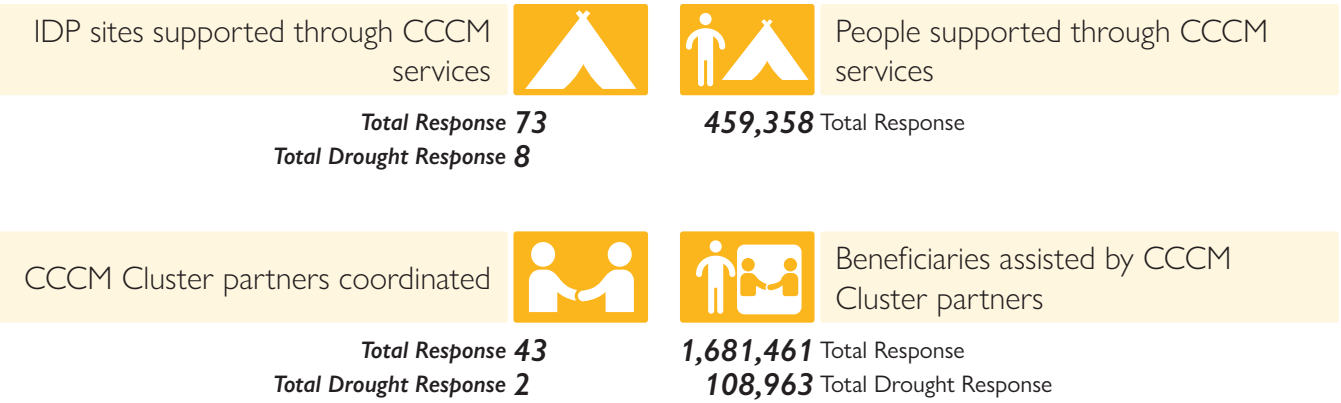 IDP sites supported through CCCM
services
Total Response 73
Total Drought Response 8
People supported through CCCM
services
459,358 Total Response
CCCM Cluster partners coordinated
Total Response 43
Total Drought Response 2
Beneficiaries assisted by CCCM
Cluster partners
1,681,461 Total Response
108,963 Total Drought Response